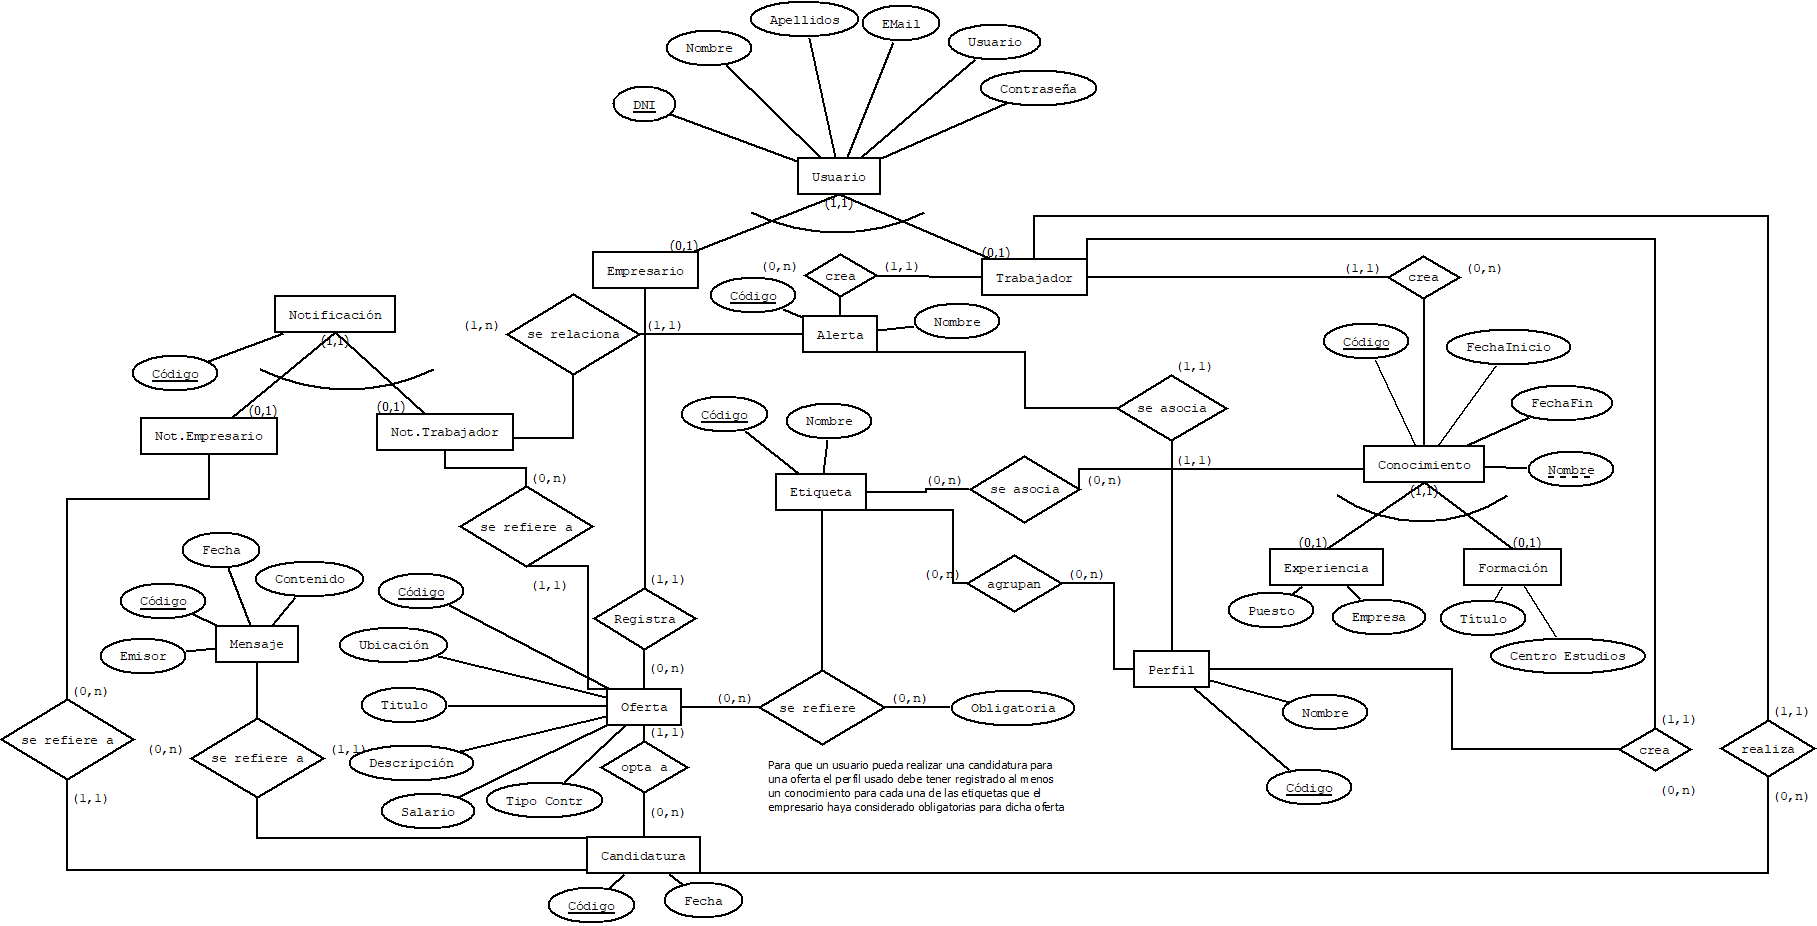 Apellidos
EMail
Nombre
Usuario
Contraseña
DNI
Usuario
(1,1)
(0,1)
(0,1)
Empresario
(0,n)
crea
(1,1)
Trabajador
(1,1)
crea
(0,n)
Código
Notificación
(1,1)
(1,n)
se relaciona
(1,1)
Alerta
Nombre
Código
FechaInicio
Código
(1,1)
(0,1)
(0,1)
Not.Empresario
Not.Trabajador
Código
Nombre
se asocia
FechaFin
(1,1)
Conocimiento
Nombre
(1,1)
(0,n)
se refiere a
Etiqueta
(0,n)
se asocia
(0,n)
(0,1)
(0,1)
Experiencia
Formación
Puesto
Empresa
Título
Centro Estudios
Fecha
Contenido
Código
Emisor
Mensaje
(1,1)
Código
(1,1)
Registra
(0,n)
(0,n)
agrupan
(0,n)
Ubicación
Perfil
Nombre
Código
Titulo
Oferta
(0,n)
se refiere
(0,n)
Obligatoria
(0,n)
se refiere a
(1,1)
(0,n)
se refiere a
(1,1)
Descripción
Salario
Tipo Contr
(1,1)
opta a
(0,n)
(1,1)
crea
(0,n)
(1,1)
realiza
(0,n)
Para que un usuario pueda realizar una candidatura para
una oferta el perfil usado debe tener registrado al menos
un conocimiento para cada una de las etiquetas que el
empresario haya considerado obligatorias para dicha oferta
Candidatura
Código
Fecha